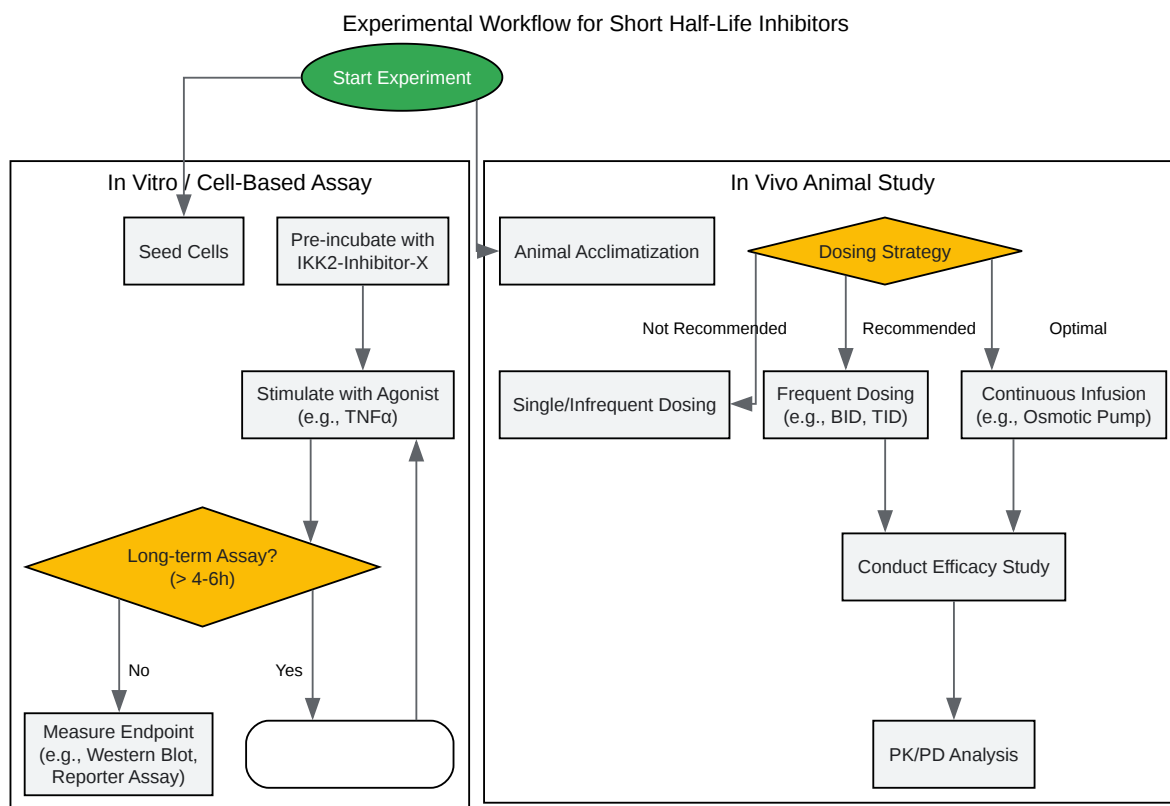 Experimental Workflow for Short Half-Life Inhibitors
Start Experiment
In Vitro / Cell-Based Assay
Seed Cells
Pre-incubate with
IKK2-Inhibitor-X
Stimulate with Agonist
(e.g., TNFα)
Long-term Assay?
(> 4-6h)
No
Yes
Measure Endpoint
(e.g., Western Blot,
Reporter Assay)
In Vivo Animal Study
Animal Acclimatization
Dosing Strategy
Not Recommended
Recommended
Optimal
Single/Infrequent Dosing
Frequent Dosing
(e.g., BID, TID)
Continuous Infusion
(e.g., Osmotic Pump)
Conduct Efficacy Study
PK/PD Analysis